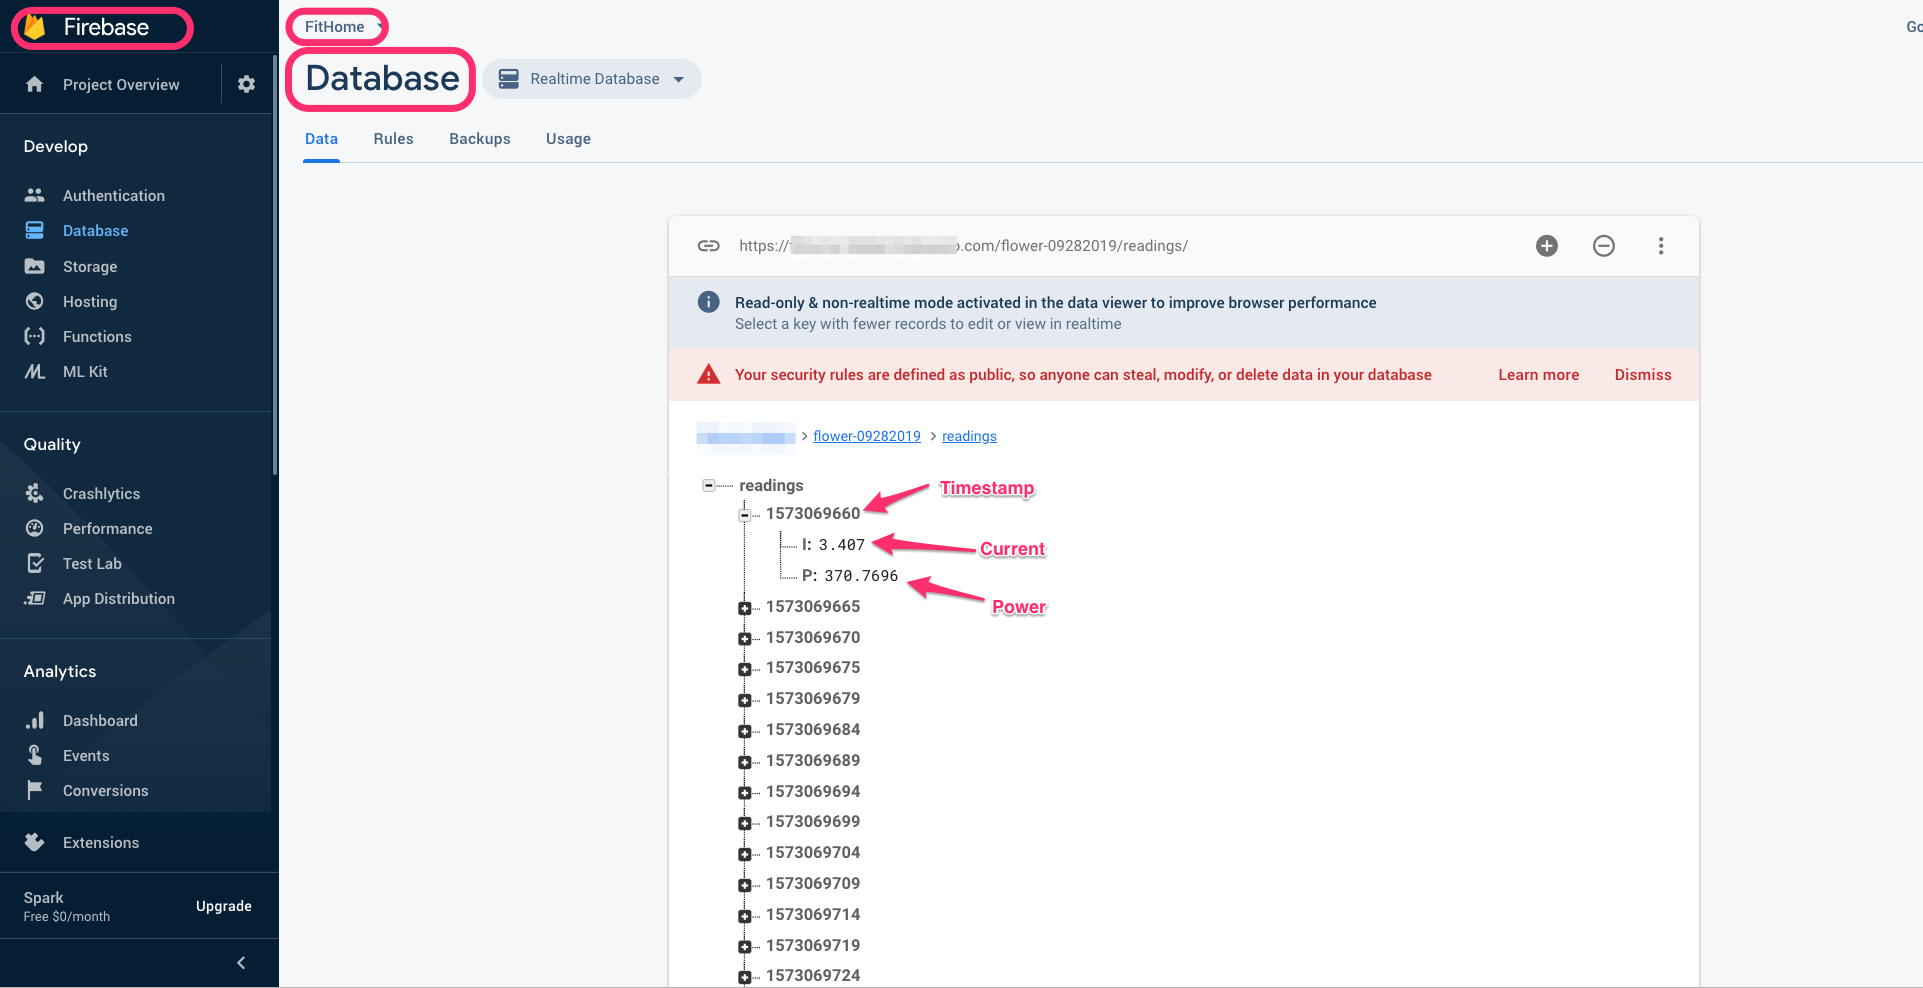 Firebase
Project Overview
Develop
Authentication
Database
Storage
Hosting
Functions
ML Kit
Quality
Crashlytics
Performance
Test Lab
App Distribution
Analytics
Dashboard
Events
Conversions
Extensions
Spark
Free $0/month
Upgrade
FitHome
Go
Database
Realtime Database
Data Rules Backups Usage
https:// .com/flower-09282019/readings/
Read-only & non-realtime mode activated in the data viewer to improve browser performance
Select a key with fewer records to edit or view in realtime
Your security rules are defined as public, so anyone can steal, modify, or delete data in your database Learn more Dismiss
> flower-09282019 > readings
readings
1573069660 Timestamp
I: 3.407 Current
P: 370.7696 Power
1573069665
1573069670
1573069675
1573069679
1573069684
1573069689
1573069694
1573069699
1573069704
1573069709
1573069714
1573069719
1573069724